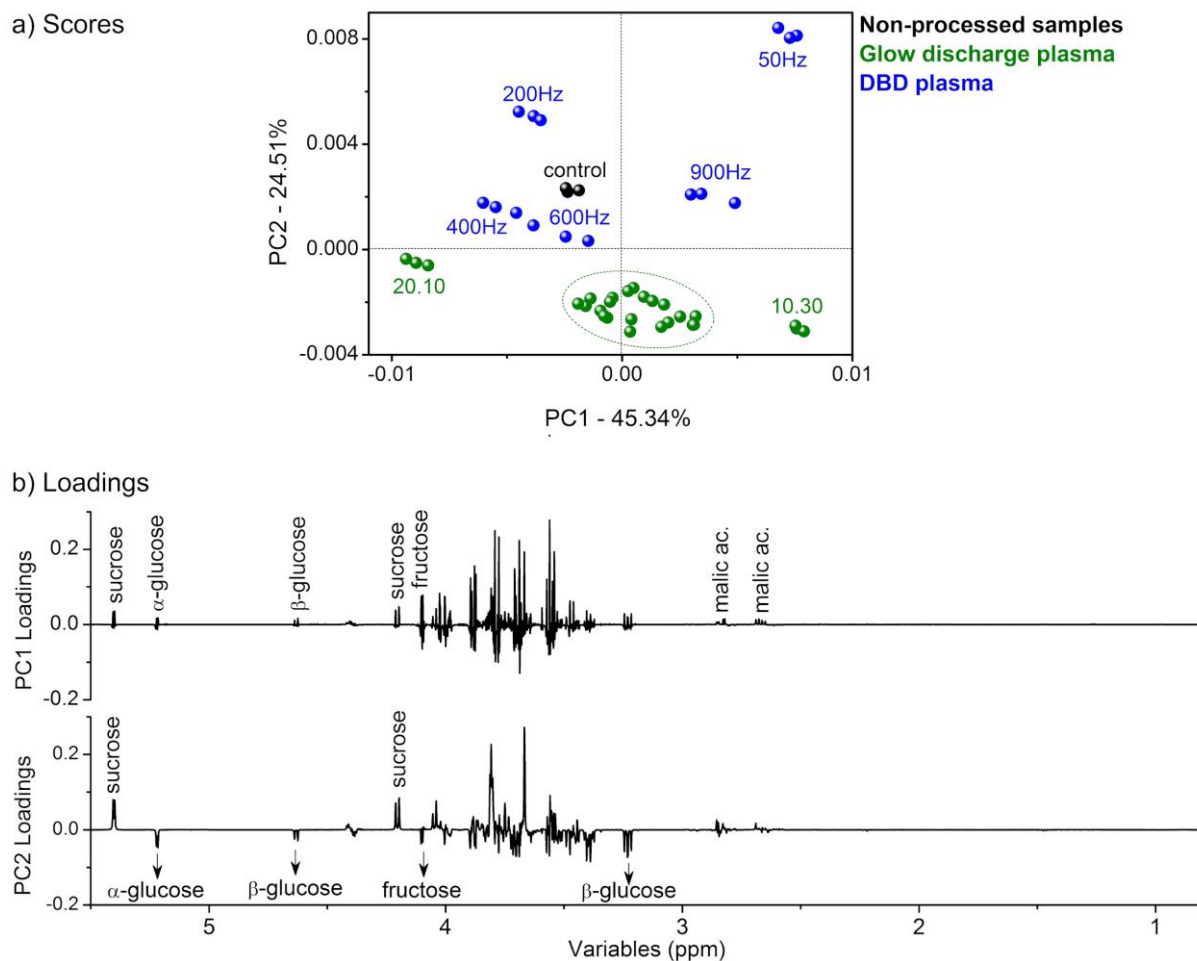 a) Scores
Non-processed samples
Glow discharge plasma
DBD plasma
0.008
0.004
0.000
-0.004
PC2 - 24.51%
50Hz
200Hz
control
900Hz
400Hz
600Hz
20.10
10.30
-0.01
0.00
0.01
PC1 - 45.34%
b) Loadings
PC1 Loadings
0.2
0.0
-0.2
sucrose
α-glucose
β-glucose
sucrose
fructose
malic ac.
malic ac.
PC2 Loadings
0.2
0.0
-0.2
sucrose
sucrose
α-glucose
β-glucose
fructose
β-glucose
5
4
3
2
1
Variables (ppm)